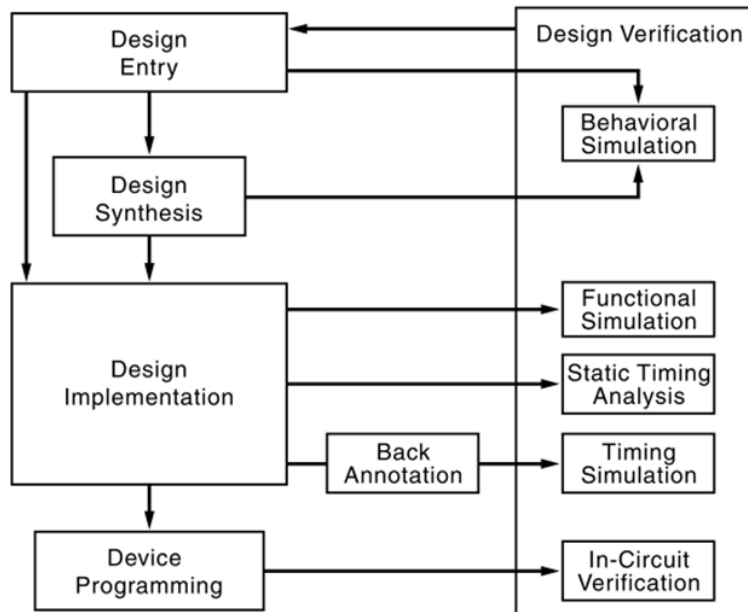 Design
Entry
Design Verification
Behavioral
Simulation
Design
Synthesis
Functional
Simulation
Design
Implementation
Static Timing
Analysis
Back
Annotation
Timing
Simulation
Device
Programming
In-Circuit
Verification